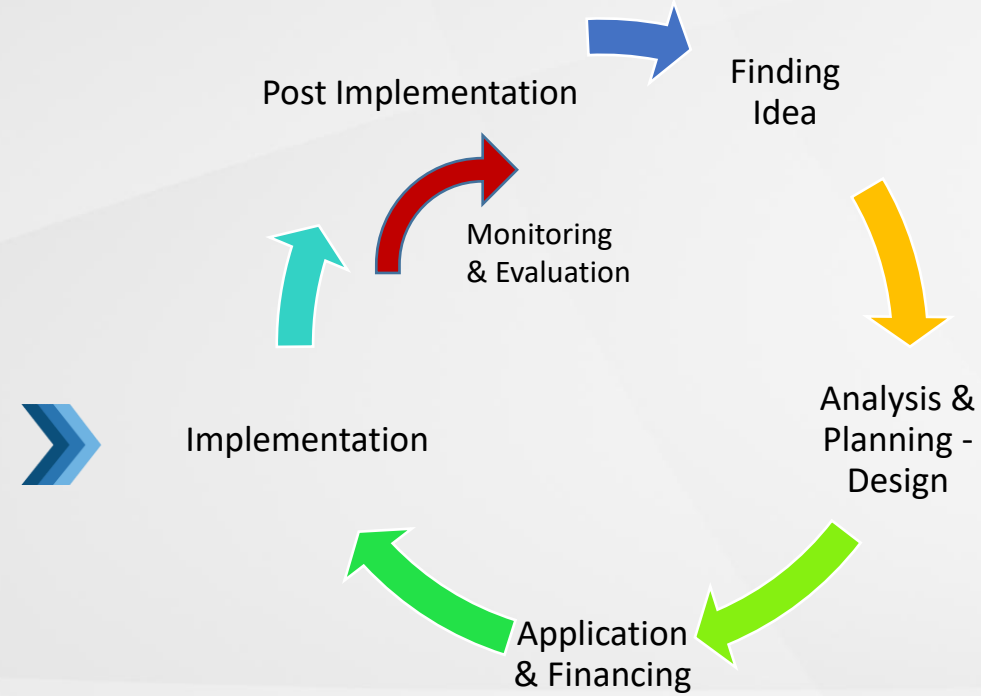 Post Implementation
Finding
Idea
Monitoring
& Evaluation
Analysis &
Planning -
Design
Implementation
Application
& Financing